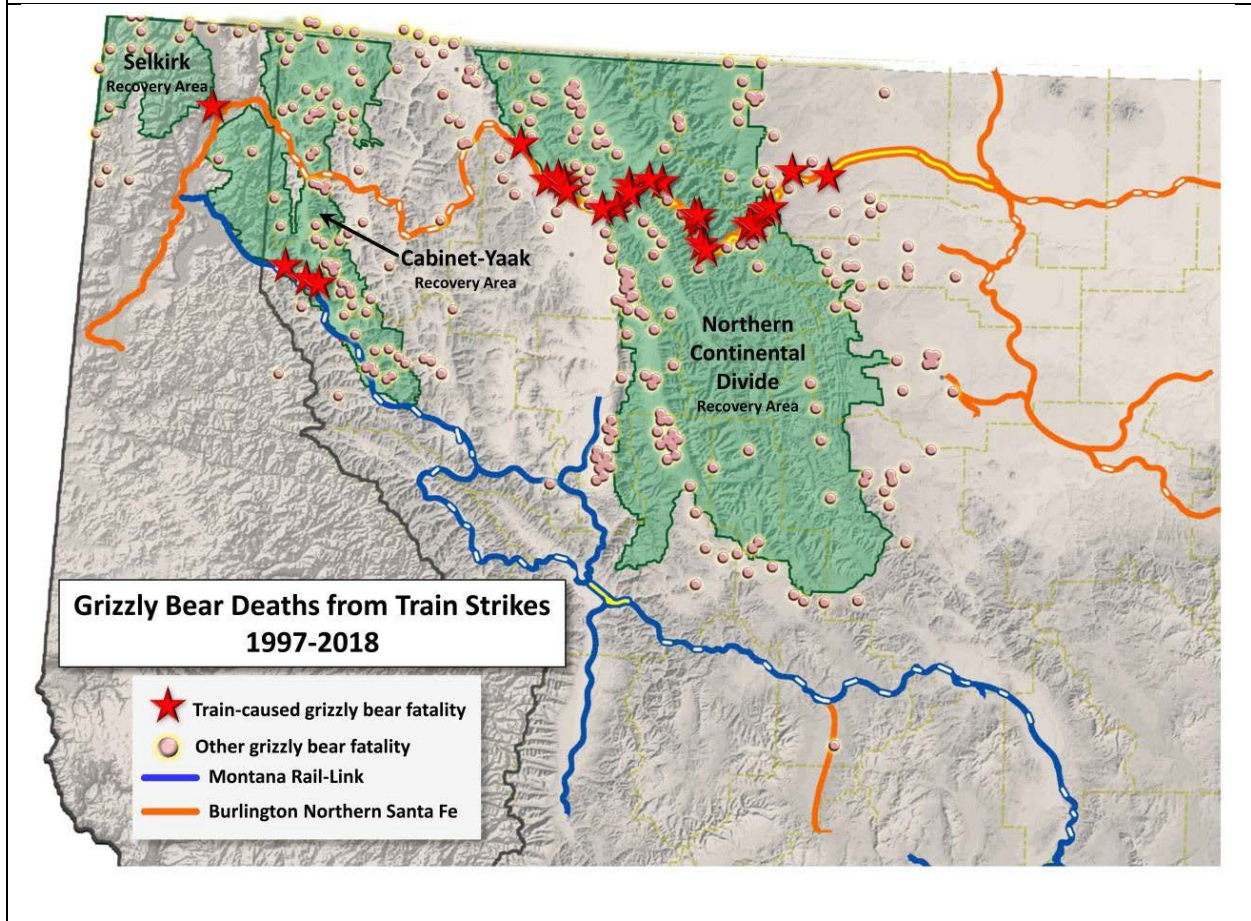 Selkirk
Recovery Area
Cabinet-Yaak
Recovery Area
Northern
Continental
Divide
Recovery Area
Grizzly Bear Deaths from Train Strikes
1997-2018
Train-caused grizzly bear fatality
Other grizzly bear fatality
Montana Rail-Link
Burlington Northern Santa Fe